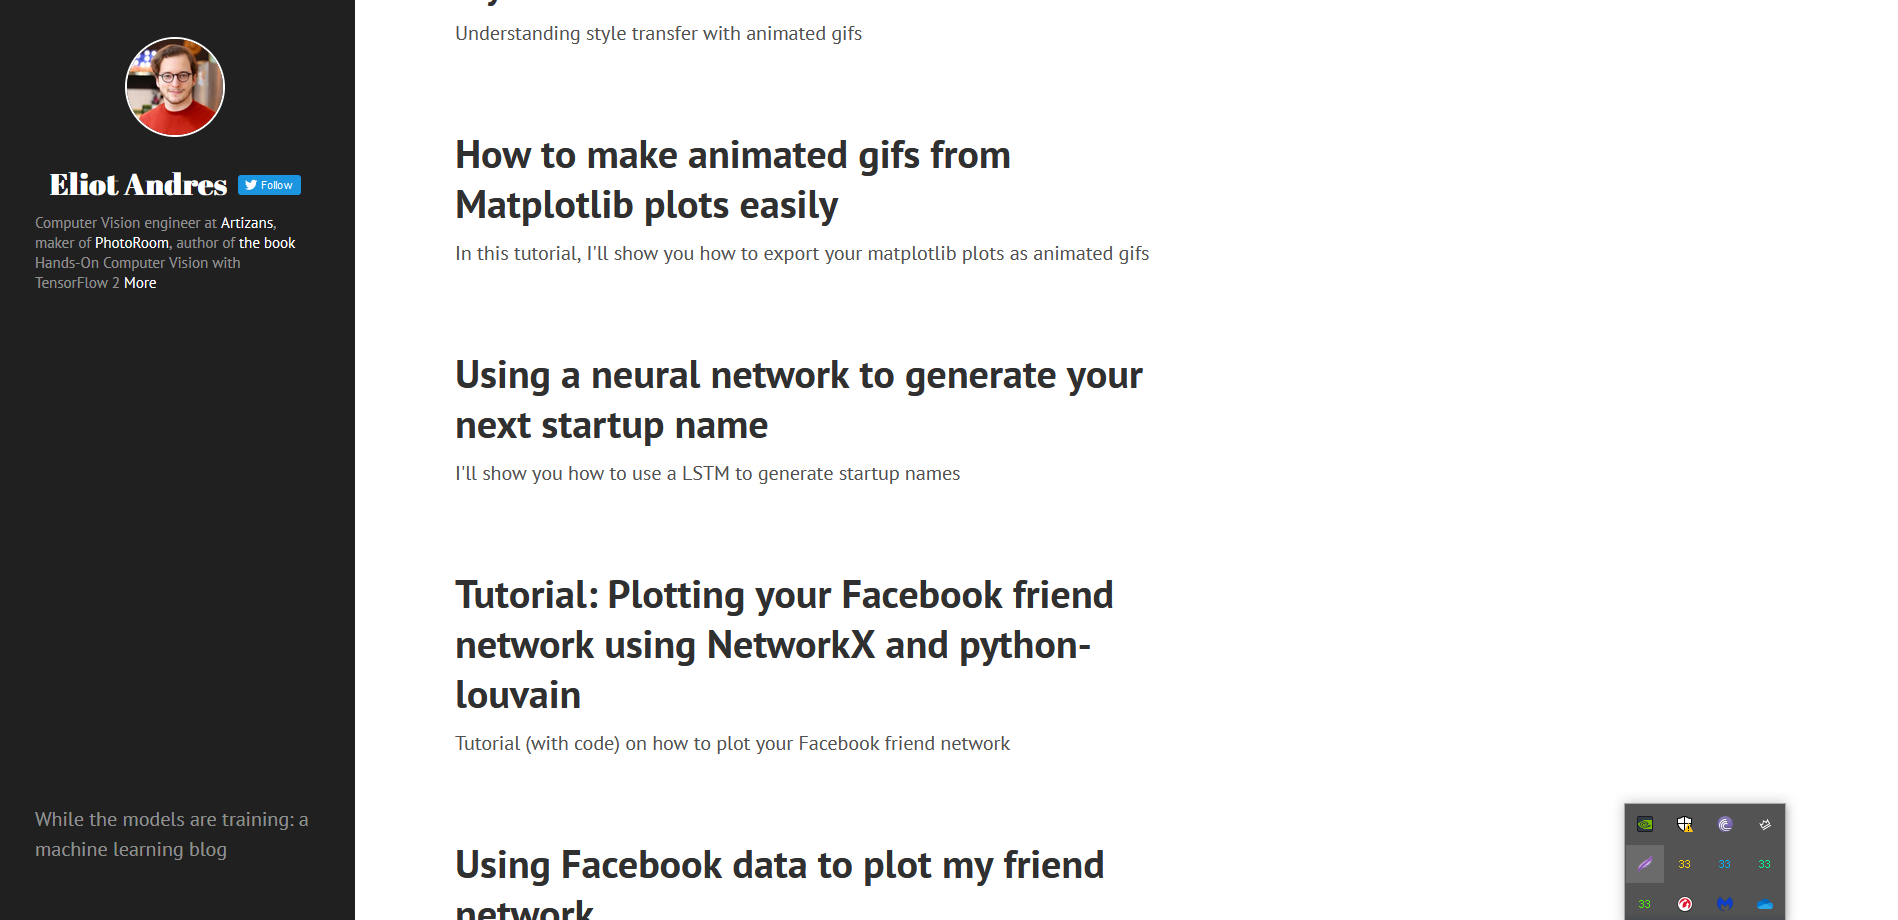 Eliot Andres
Follow
Computer Vision engineer at Artizans,
maker of PhotoRoom, author of the book
Hands-On Computer Vision with
TensorFlow 2 More
While the models are training: a
machine learning blog
Understanding style transfer with animated gifs
How to make animated gifs from
Matplotlib plots easily
In this tutorial, I'll show you how to export your matplotlib plots as animated gifs
Using a neural network to generate your
next startup name
I'll show you how to use a LSTM to generate startup names
Tutorial: Plotting your Facebook friend
network using NetworkX and python-
louvain
Tutorial (with code) on how to plot your Facebook friend network
Using Facebook data to plot my friend
network
33 33 33
33